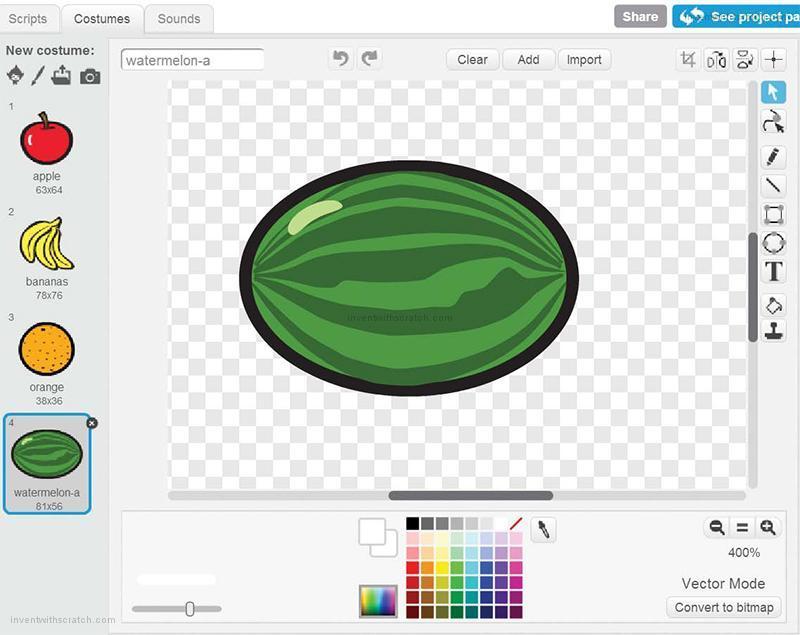 Scripts
Costumes
Sounds
Share
See project pa
New costume:
watermelon-a
Clear
Add
Import
1
apple
63x64
2
bananas
78x76
3
orange
38x36
4
watermelon-a
81x56
T
inventwithscratch.com
400%
Vector Mode
Convert to bitmap
inventwithscratch.com